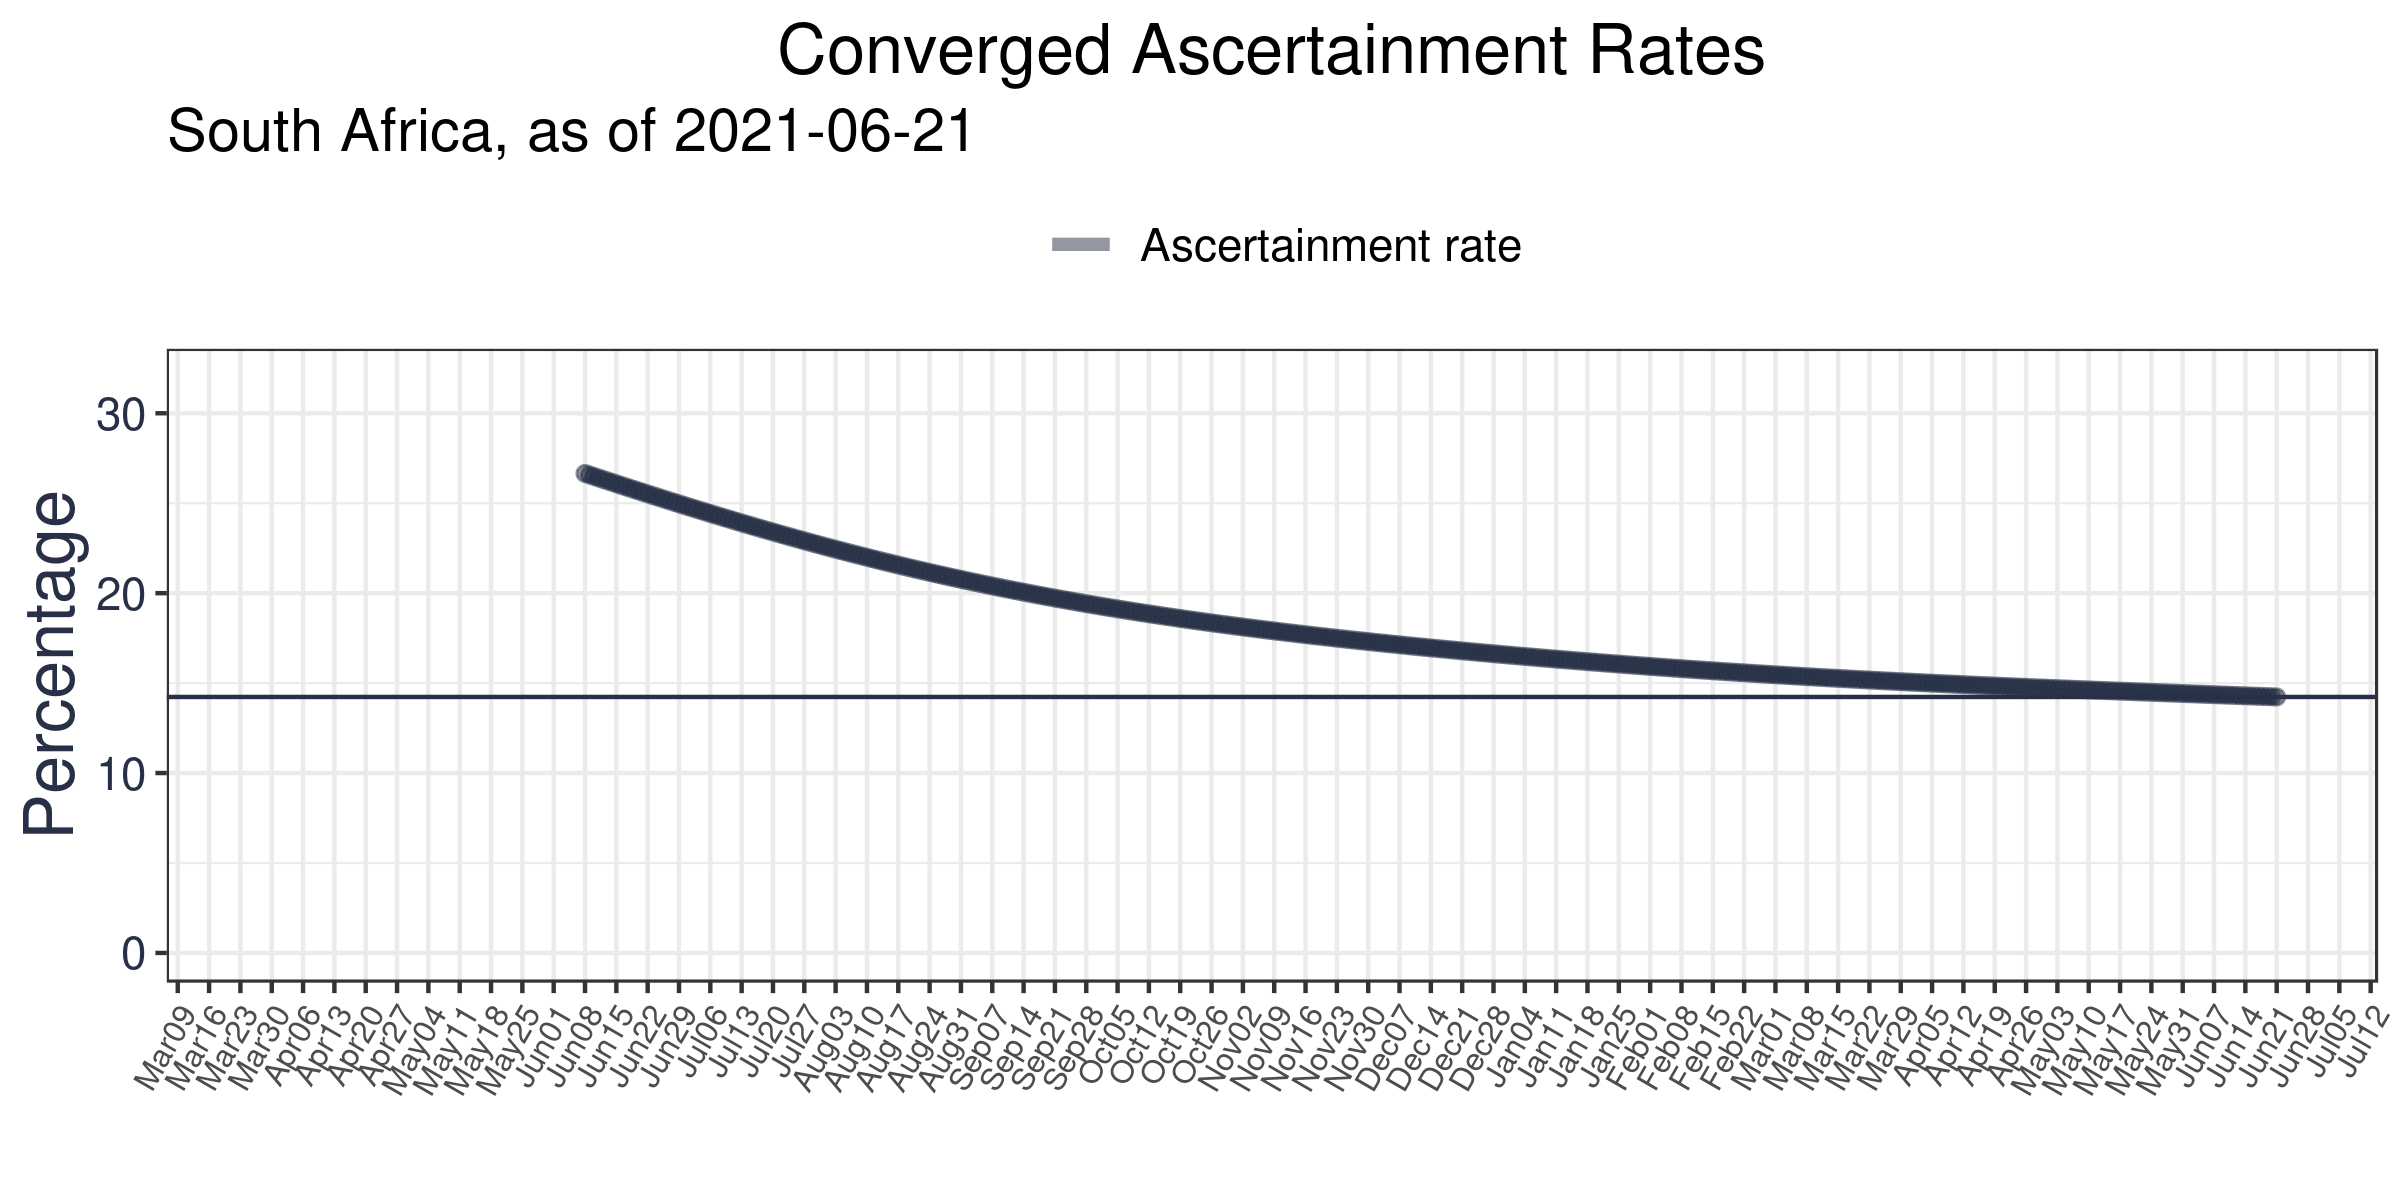 Converged Ascertainment Rates
South Africa, as of 2021-06-21
Ascertainment rate
Percentage
30
20
10
0
Mar09
Mar16
Mar23
Mar30
Apr06
Apr13
Apr20
Apr27
May04
May11
May18
May25
Jun01
Jun08
Jun15
Jun22
Jun29
Jul06
Jul13
Jul20
Jul27
Aug03
Aug10
Aug17
Aug24
Aug31
Sep07
Sep14
Sep21
Sep28
Oct05
Oct12
Oct19
Oct26
Nov02
Nov09
Nov16
Nov23
Nov30
Dec07
Dec14
Dec21
Dec28
Jan04
Jan11
Jan18
Jan25
Feb01
Feb08
Feb15
Feb22
Mar01
Mar08
Mar15
Mar22
Mar29
Apr05
Apr12
Apr19
Apr26
May03
May10
May17
May24
May31
Jun14
Jun21
Jun28
Jul05
Jul12